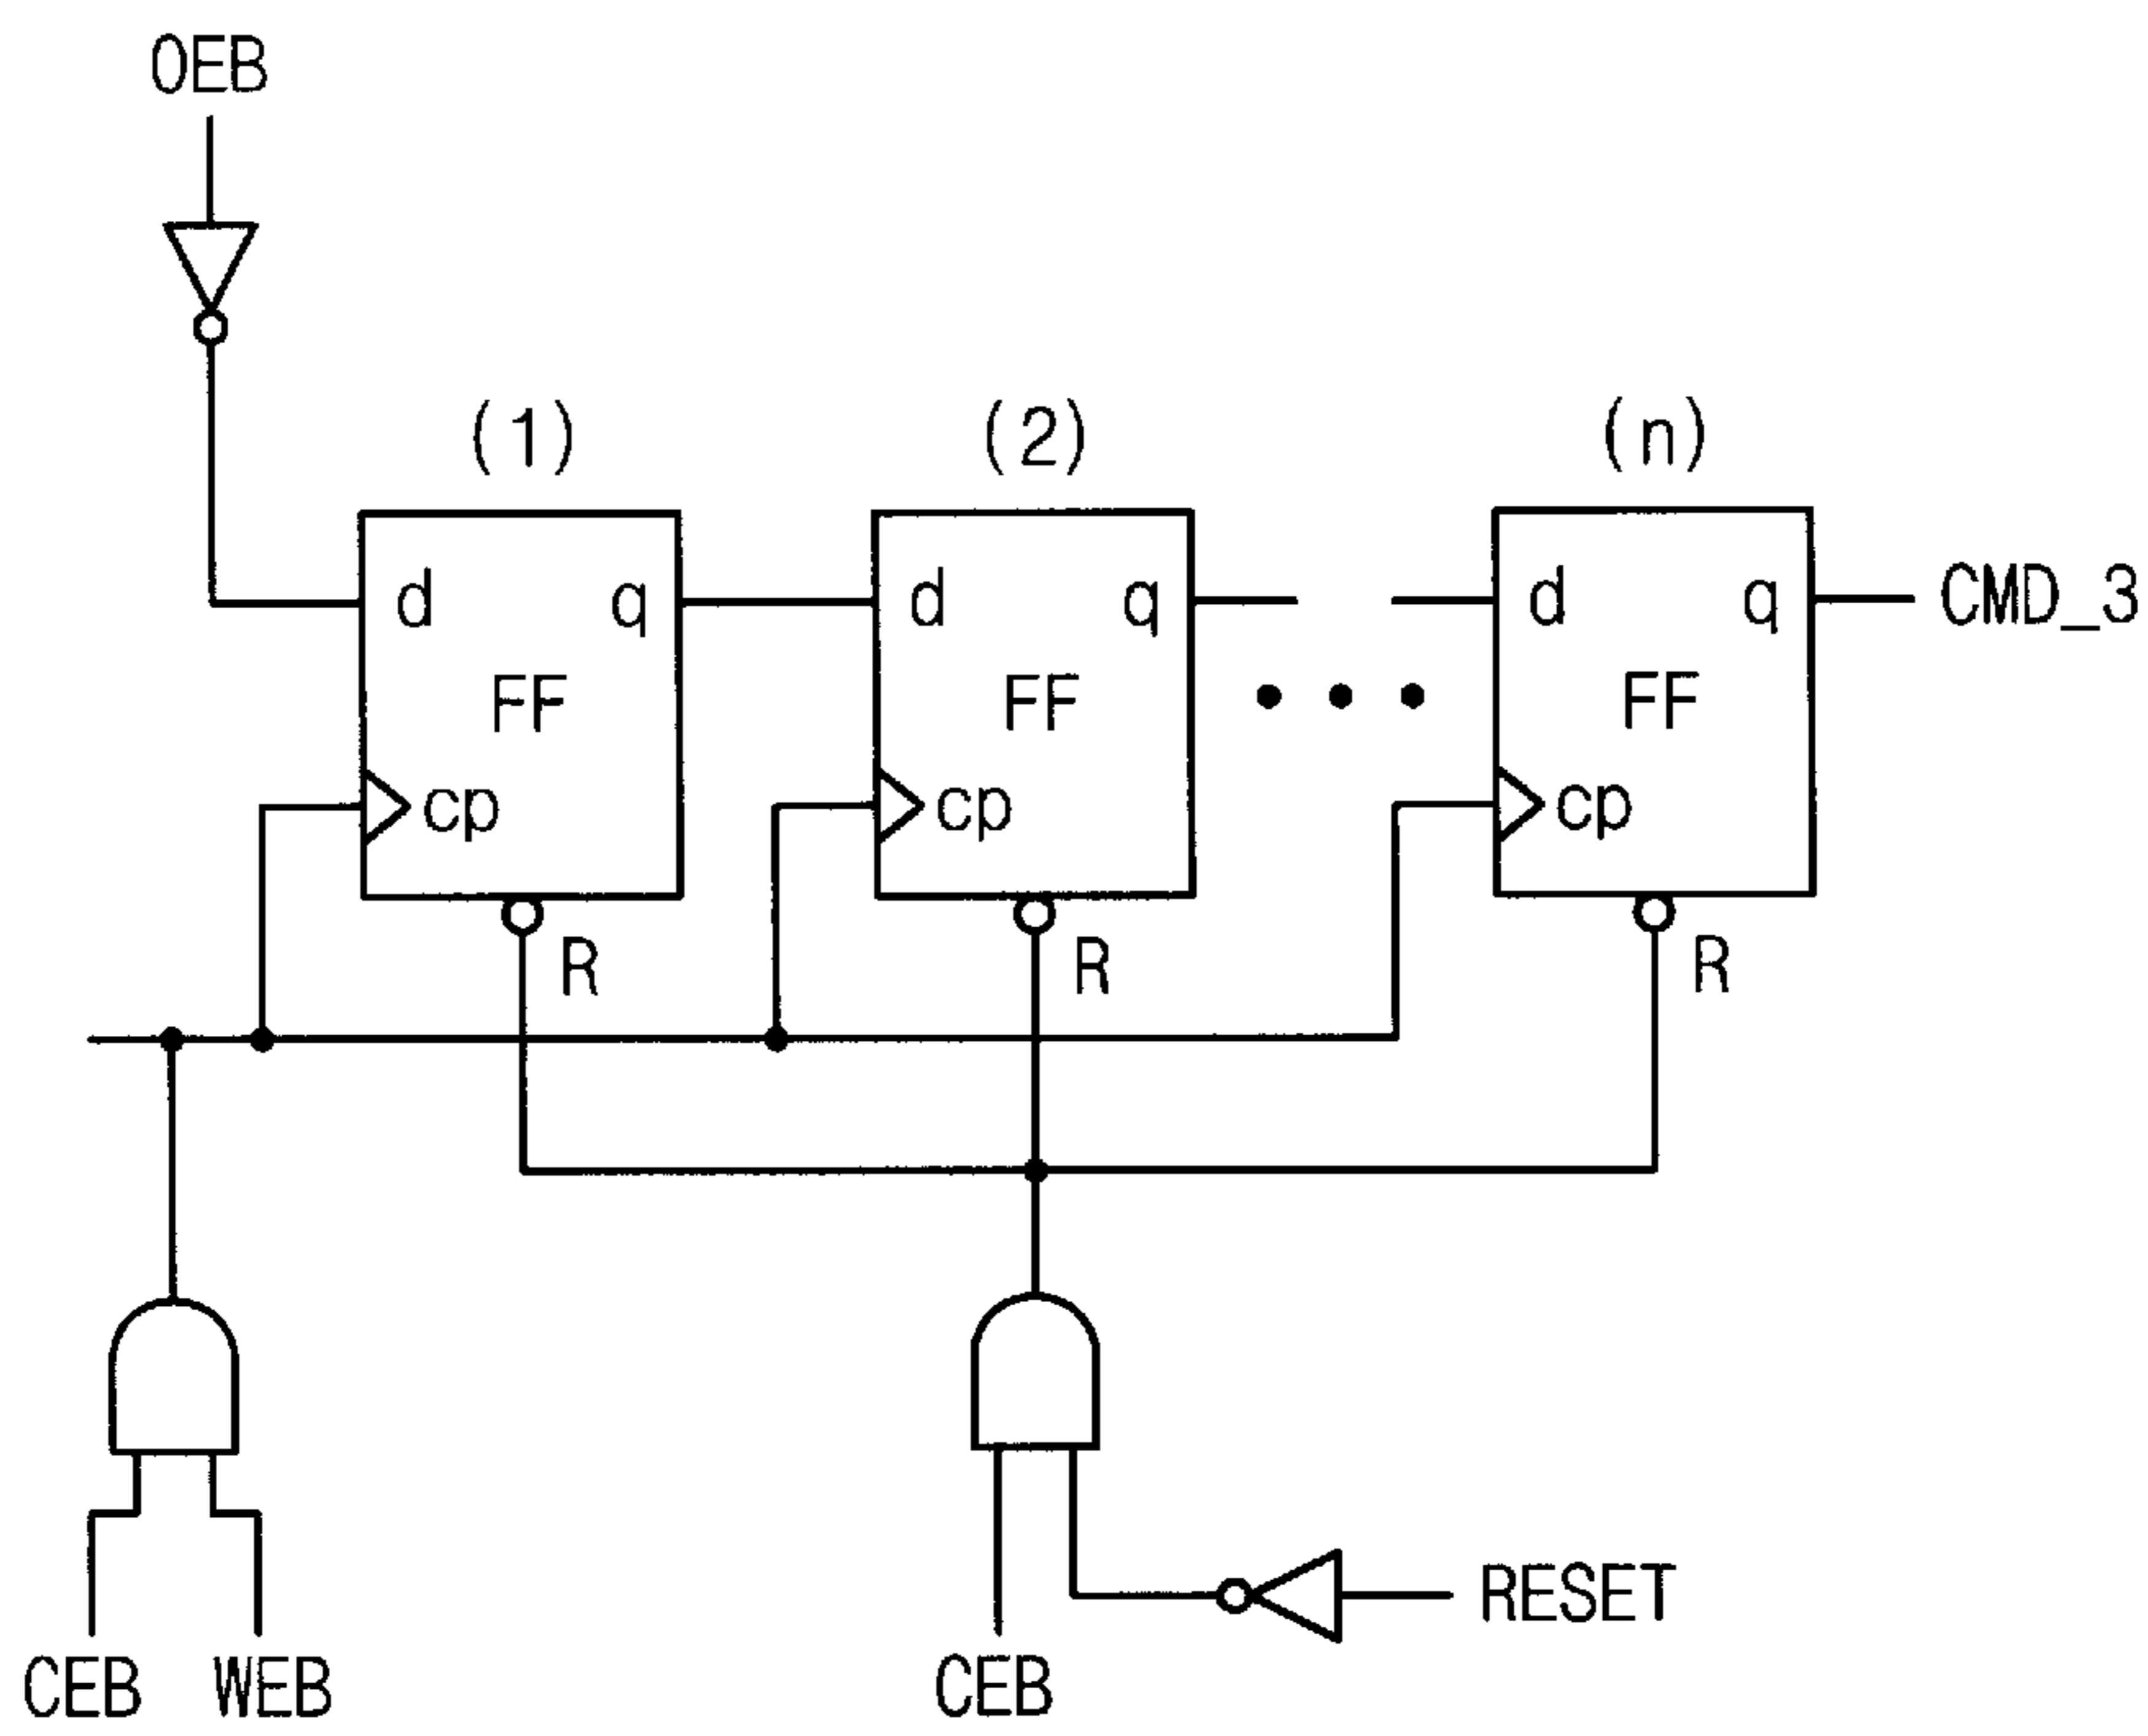 OEB
(1) (2) (n)
d q d q d q CMD_3
FF FF FF
cp cp cp
R R R
RESET
CEB WEB CEB